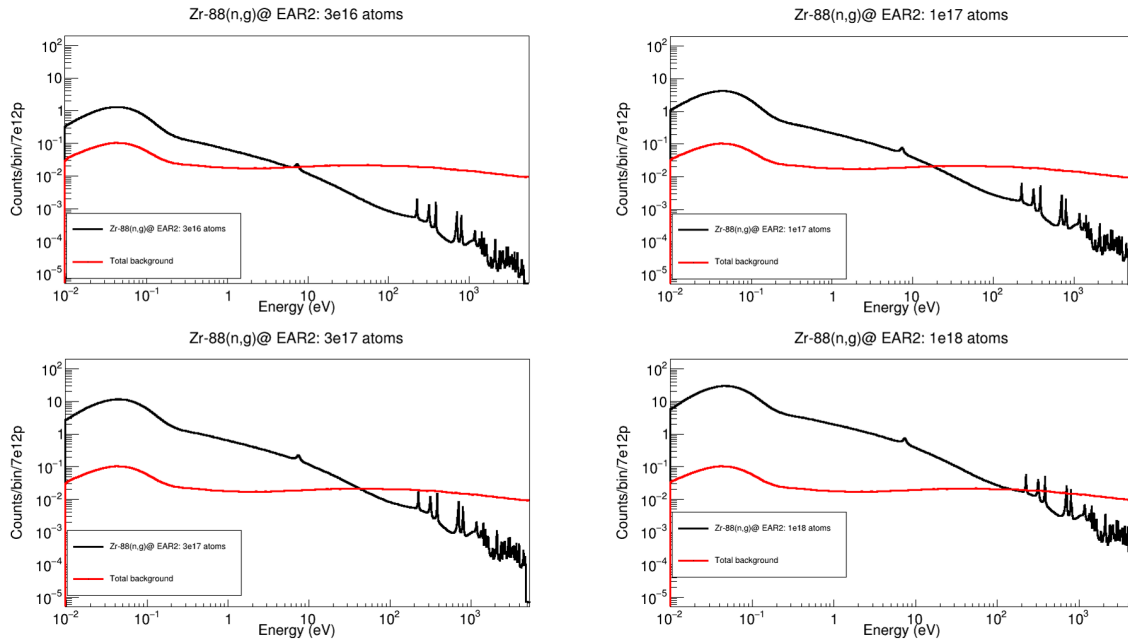 Zr-88(n,g)@ EAR2: 3e16 atoms
Counts/bin/7e12p
10²
10
1
10⁻¹
10⁻²
10⁻³
10⁻⁴
10⁻⁵
Zr-88(n,g)@ EAR2: 3e16 atoms
Total background
10⁻² 10⁻¹ 1 10 10² 10³
Energy (eV)
Zr-88(n,g)@ EAR2: 1e17 atoms
Counts/bin/7e12p
10²
10
1
10⁻¹
10⁻²
10⁻³
10⁻⁴
10⁻⁵
Zr-88(n,g)@ EAR2: 1e17 atoms
Total background
10⁻² 10⁻¹ 1 10 10² 10³
Energy (eV)
Zr-88(n,g)@ EAR2: 3e17 atoms
Counts/bin/7e12p
10²
10
1
10⁻¹
10⁻²
10⁻³
10⁻⁴
10⁻⁵
Zr-88(n,g)@ EAR2: 3e17 atoms
Total background
10⁻² 10⁻¹ 1 10 10² 10³
Energy (eV)
Zr-88(n,g)@ EAR2: 1e18 atoms
Counts/bin/7e12p
10²
10
1
10⁻¹
10⁻²
10⁻³
10⁻⁴
10⁻⁵
Zr-88(n,g)@ EAR2: 1e18 atoms
Total background
10⁻² 10⁻¹ 1 10 10² 10³
Energy (eV)